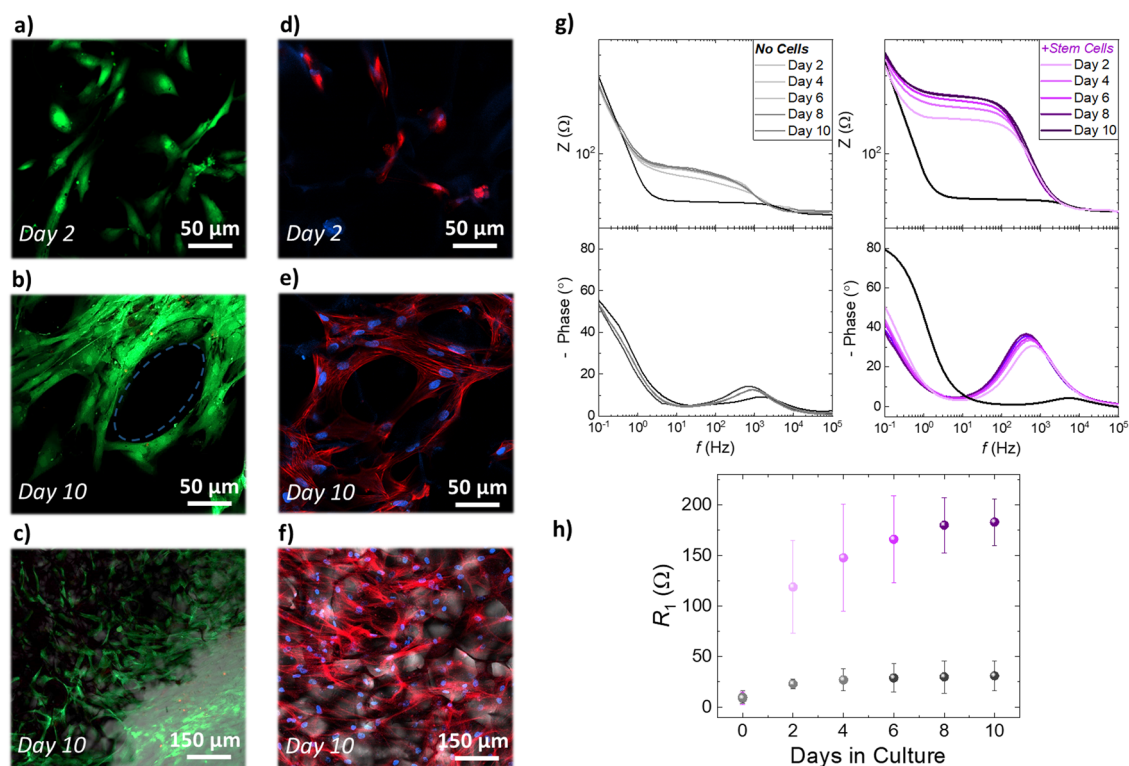 a)
Day 2
50 µm
b)
Day 10
50 µm
c)
Day 10
150 µm
d)
Day 2
50 µm
e)
Day 10
50 µm
f)
Day 10
150 µm
g)
No Cells
Day 2
Day 4
Day 6
Day 8
Day 10
Z (Ω)
10²
- Phase (°)
80
60
40
20
0
10⁻¹ 10⁰ 10¹ 10² 10³ 10⁴ 10⁵
f (Hz)
+Stem Cells
Day 2
Day 4
Day 6
Day 8
Day 10
Z (Ω)
10²
- Phase (°)
80
60
40
20
0
10⁻¹ 10⁰ 10¹ 10² 10³ 10⁴ 10⁵
f (Hz)
h)
R₁ (Ω)
200
150
100
50
0
0 2 4 6 8 10
Days in Culture